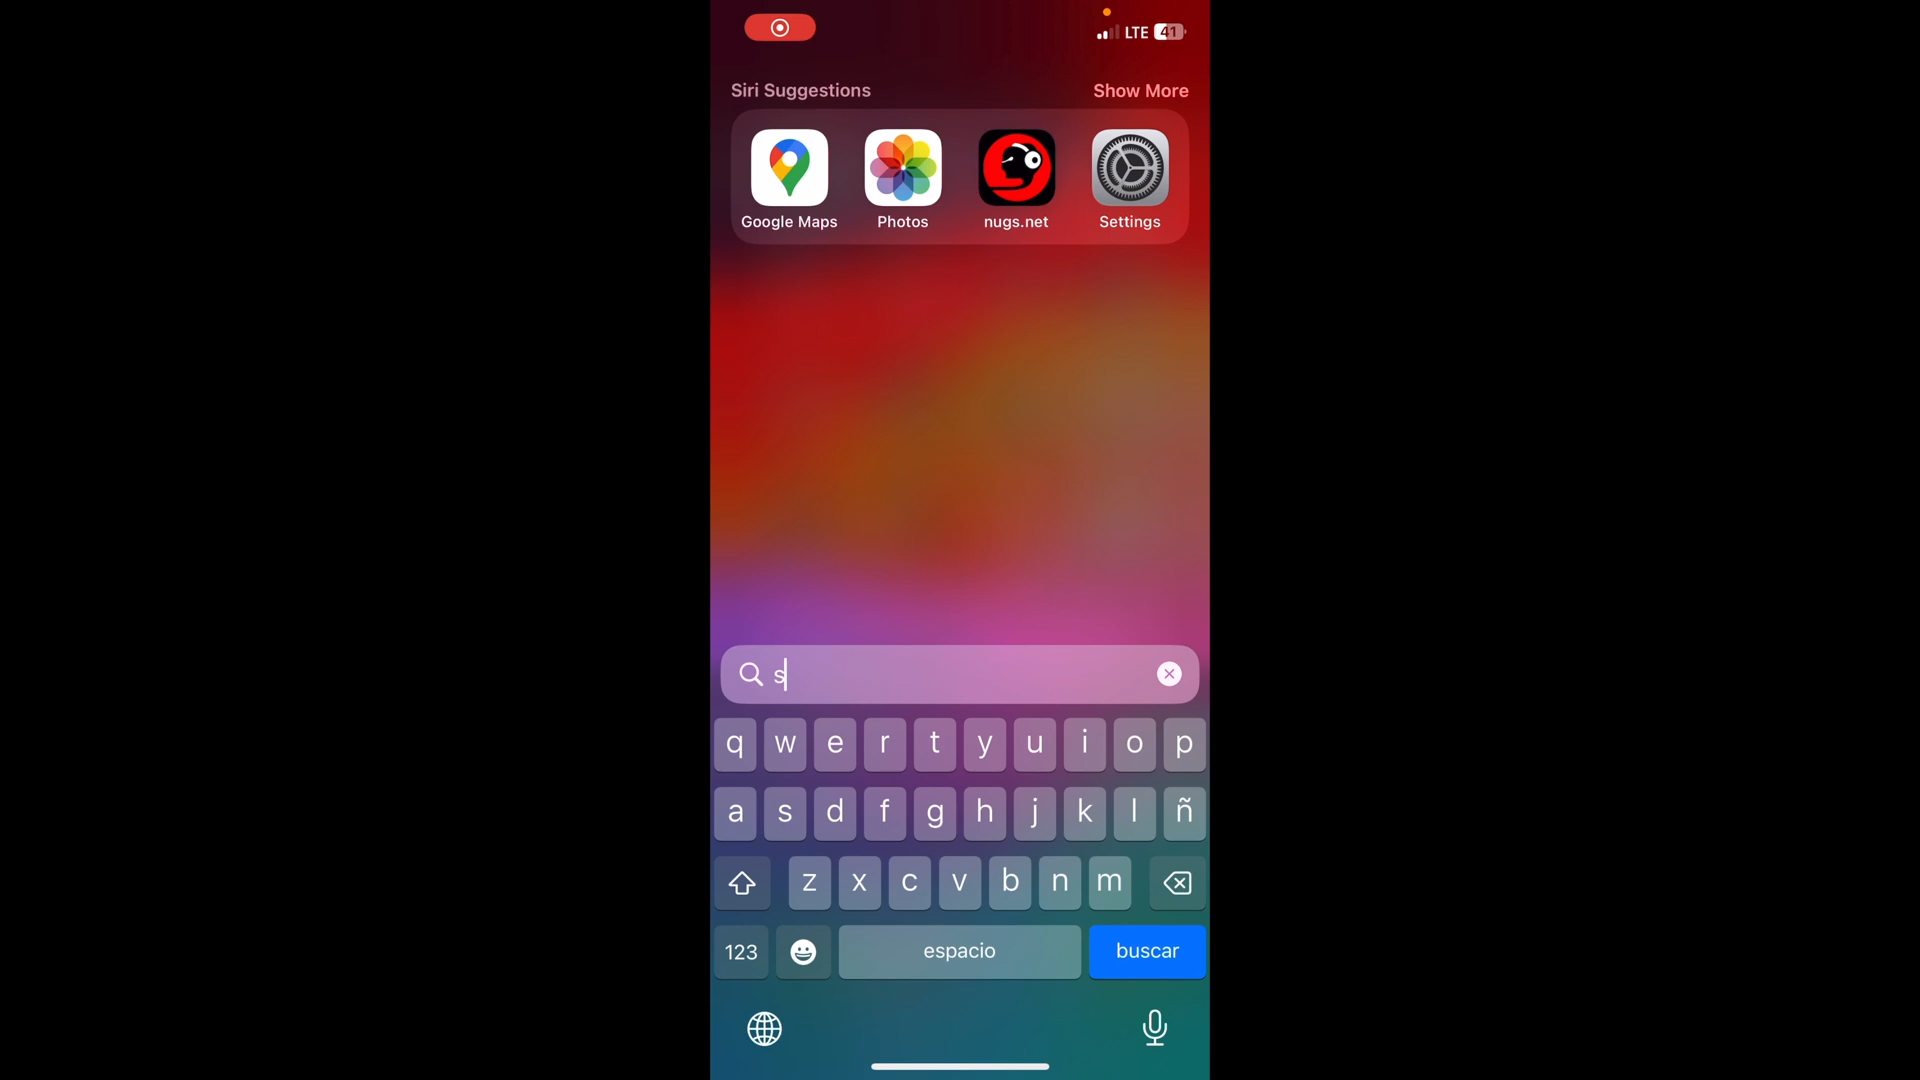 LTE 41
Siri Suggestions Show More
Google Maps Photos nugs.net Settings
s
q w e r t y u i o p
a s d f g h j k l ñ
z x c v b n m
123 espacio buscar